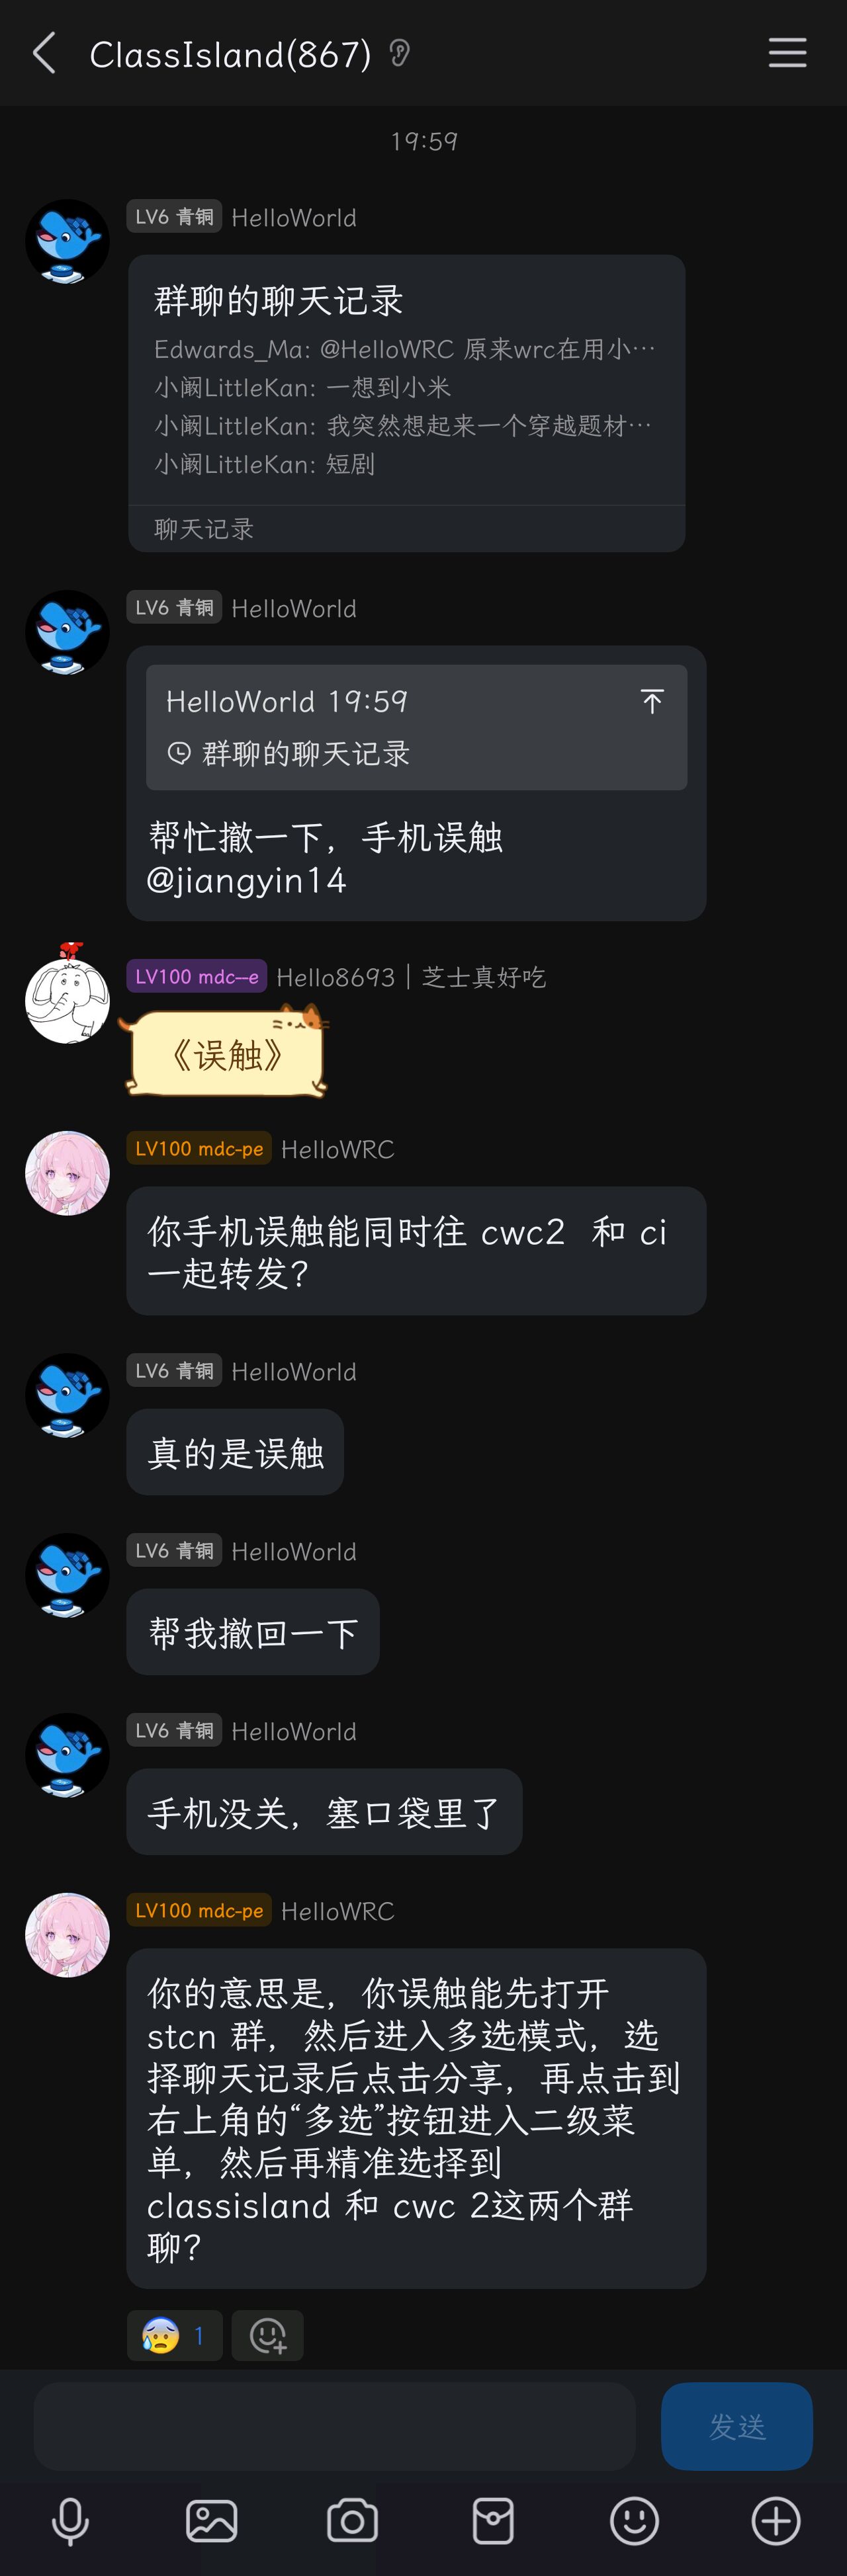 ClassIsland(867)
19:59
LV6 青铜 HelloWorld
群聊的聊天记录
Edwards_Ma: @HelloWRC 原来wrc在用小…
小阚LittleKan: 一想到小米
小阚LittleKan: 我突然想起来一个穿越题材…
小阚LittleKan: 短剧
聊天记录
LV6 青铜 HelloWorld
HelloWorld 19:59
群聊的聊天记录
帮忙撤一下，手机误触
@jiangyin14
LV100 mdc—e Hello8693｜芝士真好吃
《误触》
LV100 mdc-pe HelloWRC
你手机误触能同时往 cwc2 和 ci
一起转发？
LV6 青铜 HelloWorld
真的是误触
LV6 青铜 HelloWorld
帮我撤回一下
LV6 青铜 HelloWorld
手机没关，塞口袋里了
LV100 mdc-pe HelloWRC
你的意思是，你误触能先打开
stcn 群，然后进入多选模式，选
择聊天记录后点击分享，再点击到
右上角的“多选”按钮进入二级菜
单，然后再精准选择到
classisland 和 cwc 2这两个群
聊？
1
发送